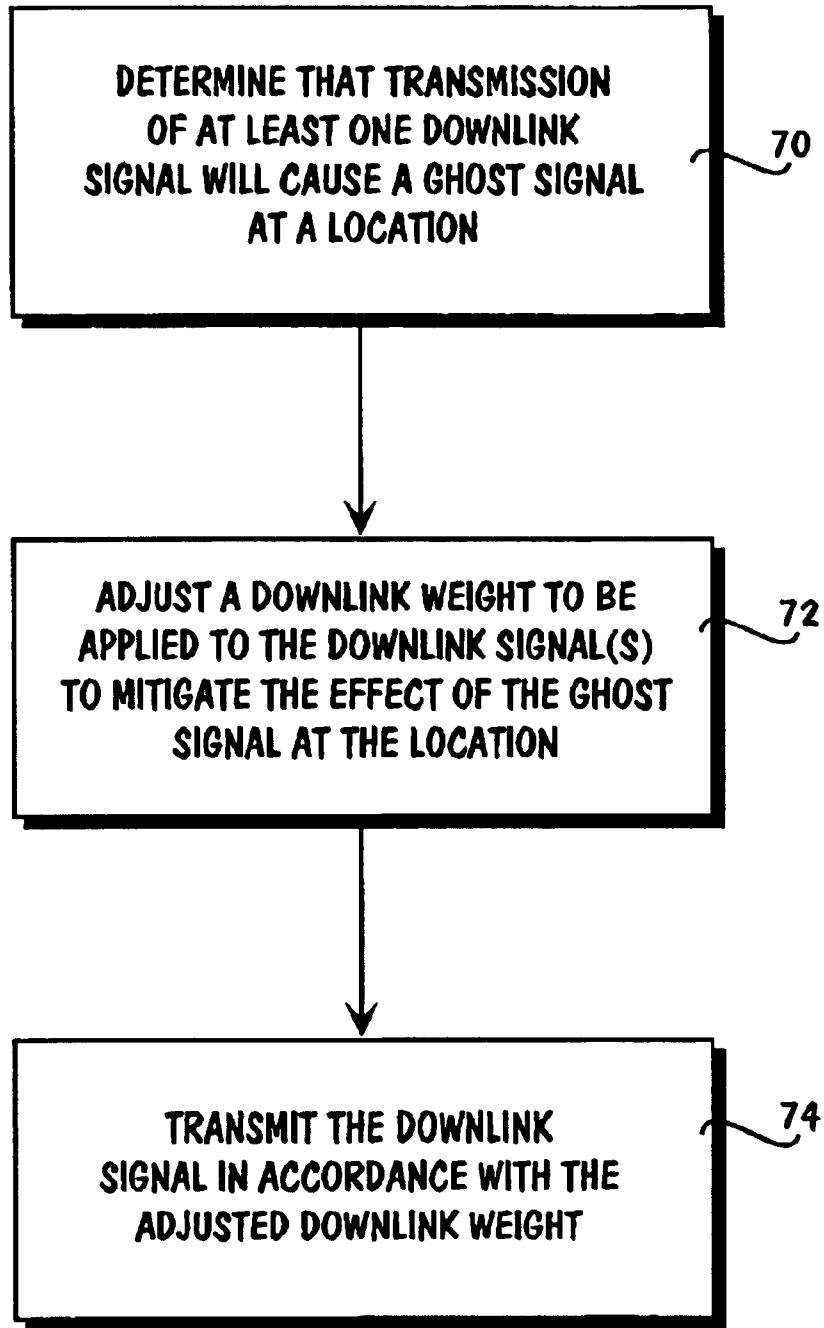 DETERMINE THAT TRANSMISSION
OF AT LEAST ONE DOWNLINK
SIGNAL WILL CAUSE A GHOST SIGNAL
AT A LOCATION
70
ADJUST A DOWNLINK WEIGHT TO BE
APPLIED TO THE DOWNLINK SIGNAL(S)
TO MITIGATE THE EFFECT OF THE GHOST
SIGNAL AT THE LOCATION
72
TRANSMIT THE DOWNLINK
SIGNAL IN ACCORDANCE WITH THE
ADJUSTED DOWNLINK WEIGHT
74